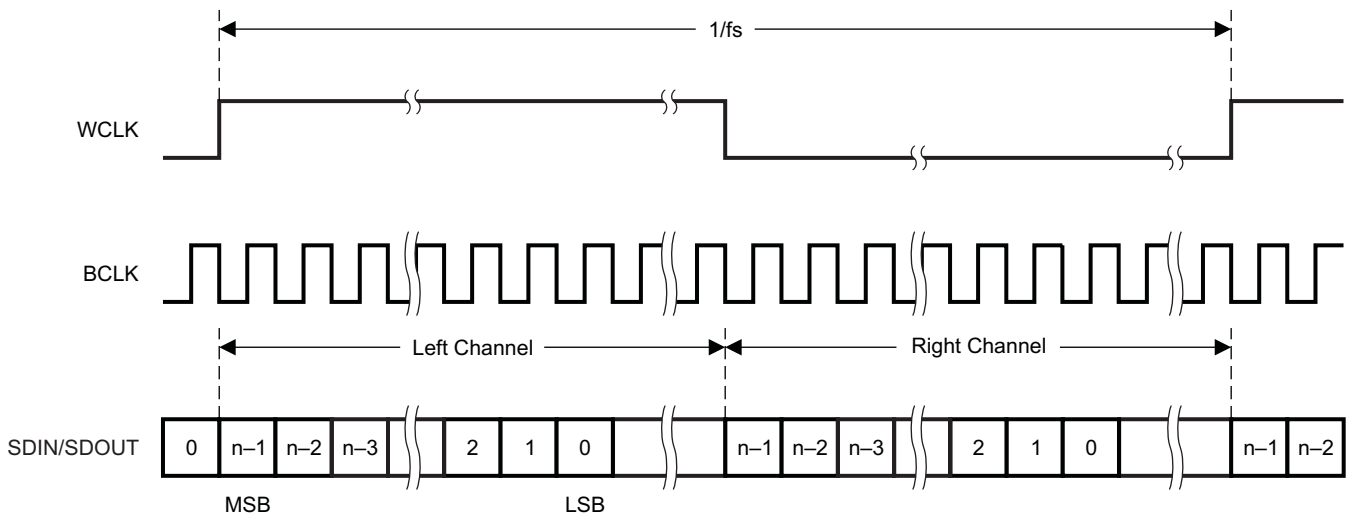 1/fs
WCLK
BCLK
Left Channel Right Channel
SDIN/SDOUT 0 n–1 n–2 n–3 2 1 0 n–1 n–2 n–3 2 1 0 n–1 n–2
MSB LSB